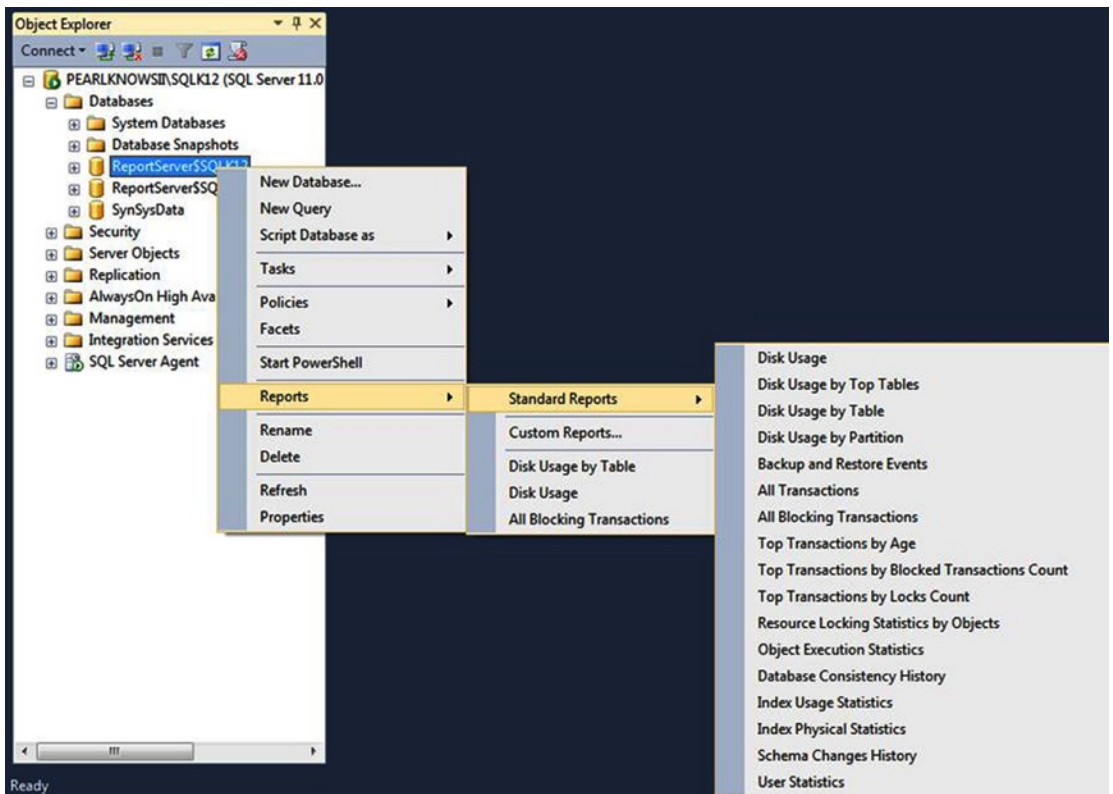 Object Explorer
Connect
PEARLKNOWSII\SQLK12 (SQL Server 11.0
Databases
System Databases
Database Snapshots
ReportServer$SQLK12
ReportServer$SQ
SynSysData
Security
Server Objects
Replication
AlwaysOn High Ava
Management
Integration Services
SQL Server Agent
New Database...
New Query
Script Database as
Tasks
Policies
Facets
Start PowerShell
Reports
Rename
Delete
Refresh
Properties
Standard Reports
Custom Reports...
Disk Usage by Table
Disk Usage
All Blocking Transactions
Disk Usage
Disk Usage by Top Tables
Disk Usage by Table
Disk Usage by Partition
Backup and Restore Events
All Transactions
All Blocking Transactions
Top Transactions by Age
Top Transactions by Blocked Transactions Count
Top Transactions by Locks Count
Resource Locking Statistics by Objects
Object Execution Statistics
Database Consistency History
Index Usage Statistics
Index Physical Statistics
Schema Changes History
User Statistics
Ready